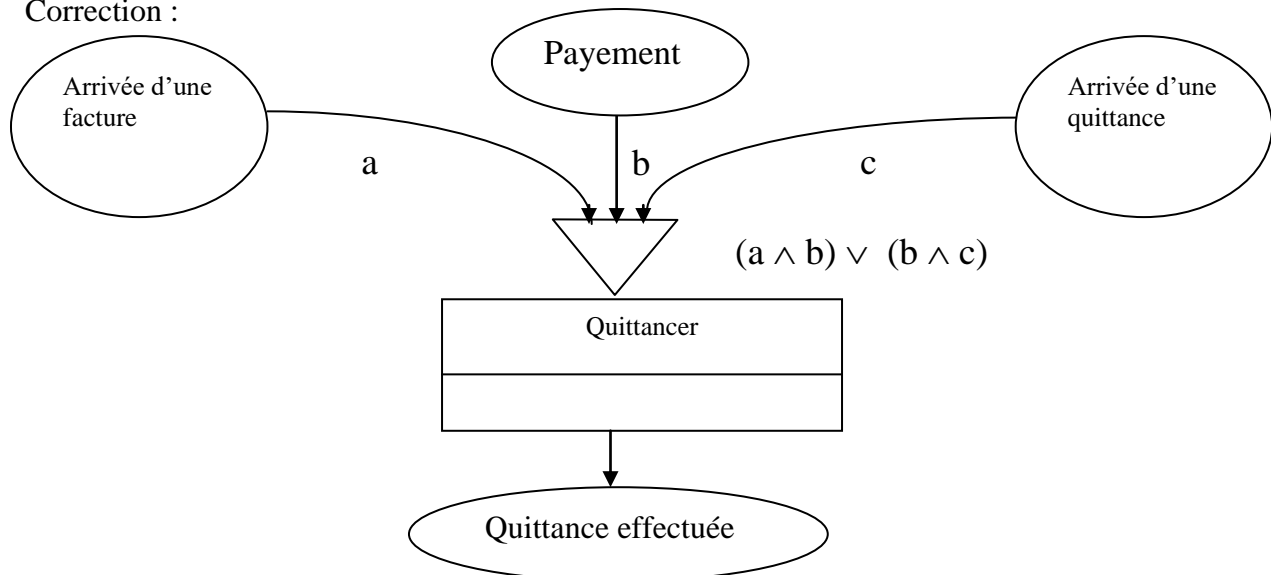 Correction :
Payement
Arrivée d’une
facture
Arrivée d’une
quittance
a
b
c
(a ∧ b) ∨ (b ∧ c)
Quittancer
Quittance effectuée